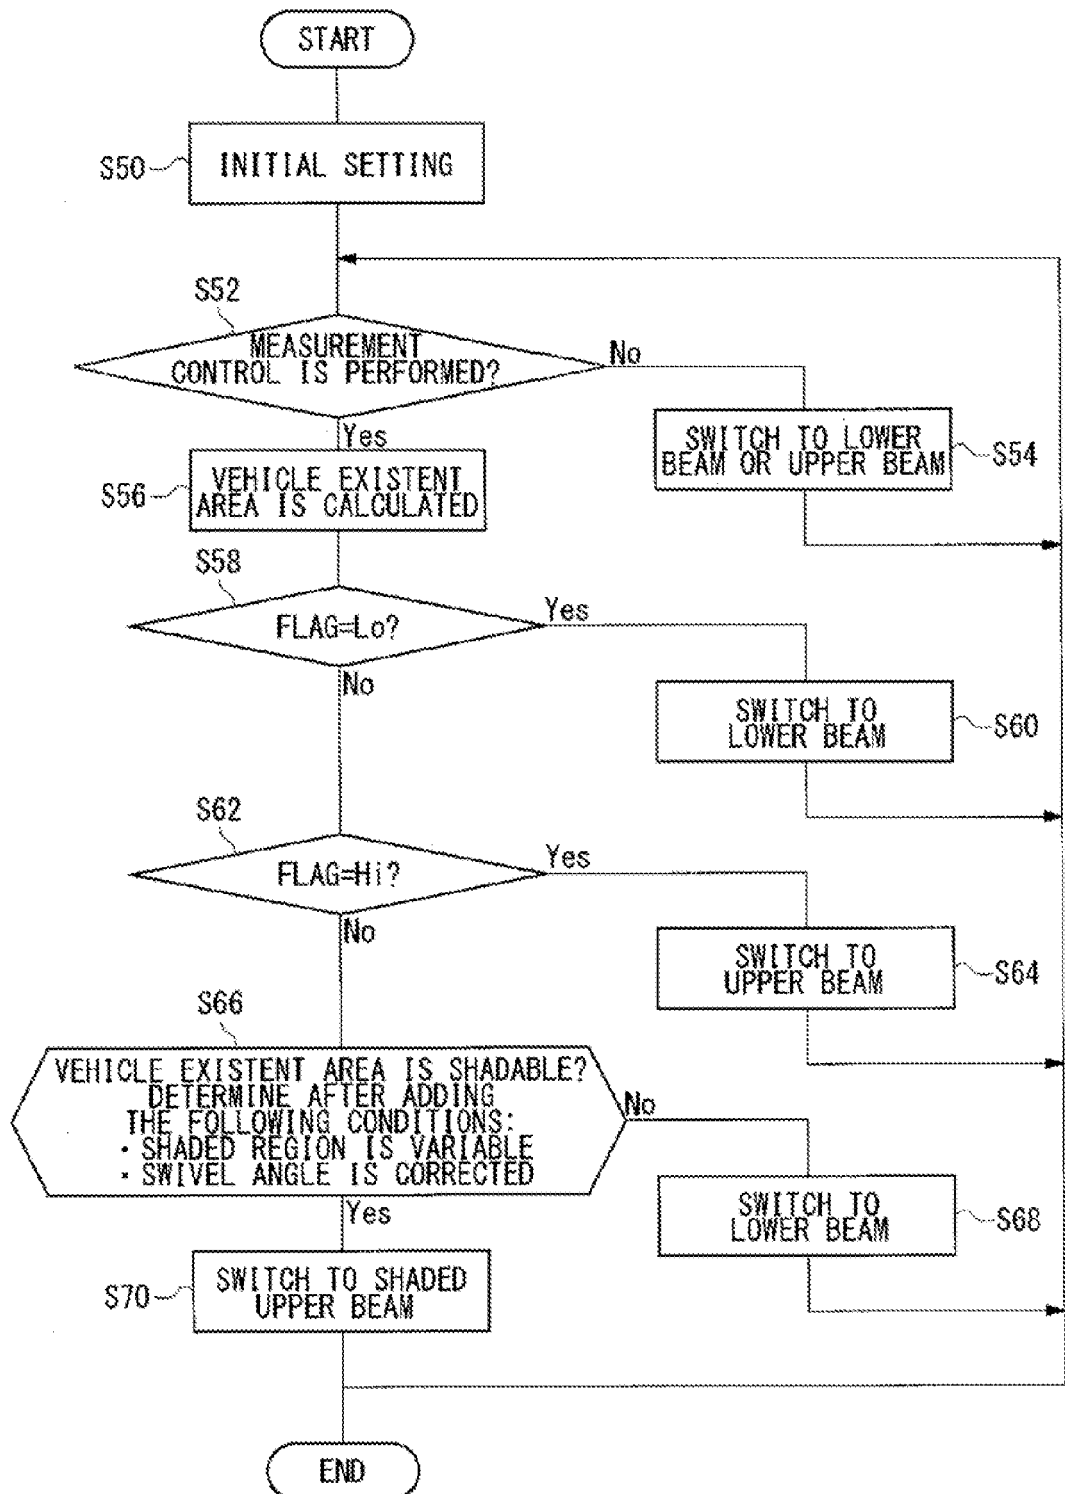 START
S50
INITIAL SETTING
S52
MEASUREMENT
CONTROL IS PERFORMED?
No
Yes
SWITCH TO LOWER
BEAM OR UPPER BEAM
S54
S56
VEHICLE EXISTENT
AREA IS CALCULATED
S58
FLAG=Lo?
Yes
No
SWITCH TO
LOWER BEAM
S60
S62
FLAG=Hi?
Yes
No
SWITCH TO
UPPER BEAM
S64
S66
VEHICLE EXISTENT AREA IS SHADABLE?
DETERMINE AFTER ADDING
THE FOLLOWING CONDITIONS:
· SHADED REGION IS VARIABLE
· SWIVEL ANGLE IS CORRECTED
No
Yes
SWITCH TO
LOWER BEAM
S68
S70
SWITCH TO SHADED
UPPER BEAM
END